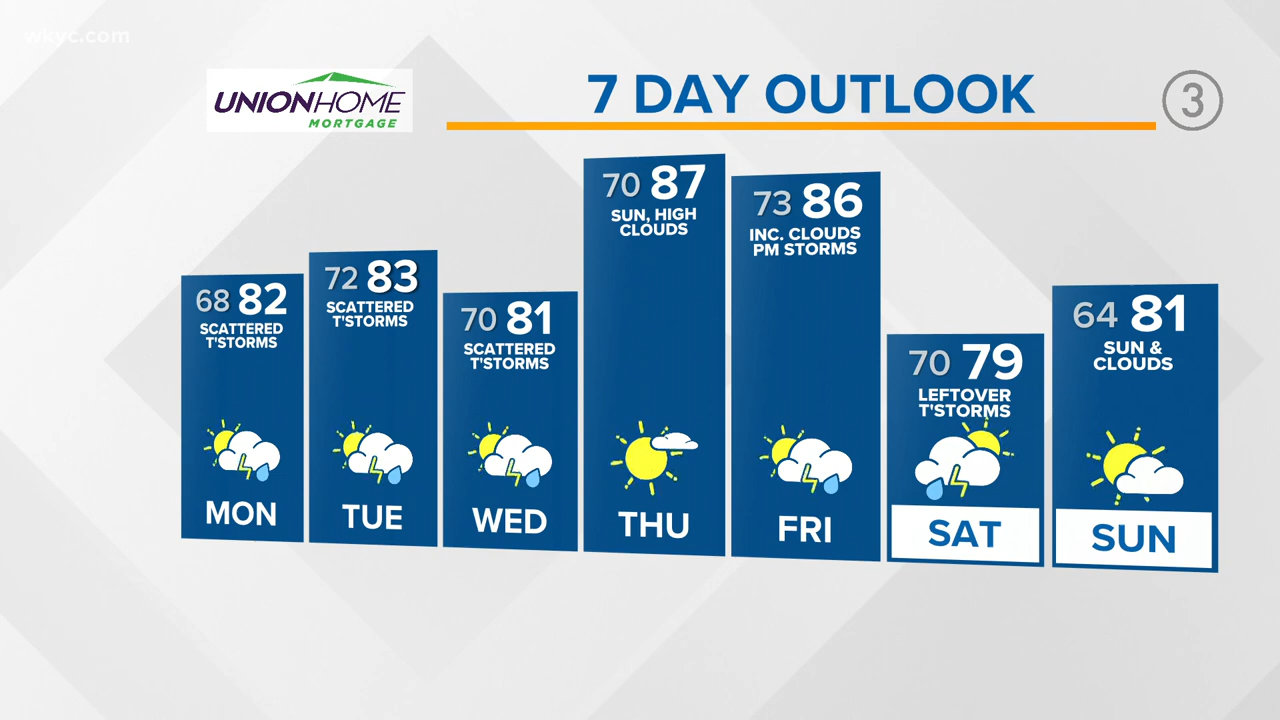 wkyc.com
UNIONHOME
MORTGAGE
7 DAY OUTLOOK
3
68 82
SCATTERED
T'STORMS
MON
72 83
SCATTERED
T'STORMS
TUE
70 81
SCATTERED
T'STORMS
WED
70 87
SUN, HIGH
CLOUDS
THU
73 86
INC. CLOUDS
PM STORMS
FRI
70 79
LEFTOVER
T'STORMS
SAT
64 81
SUN &
CLOUDS
SUN